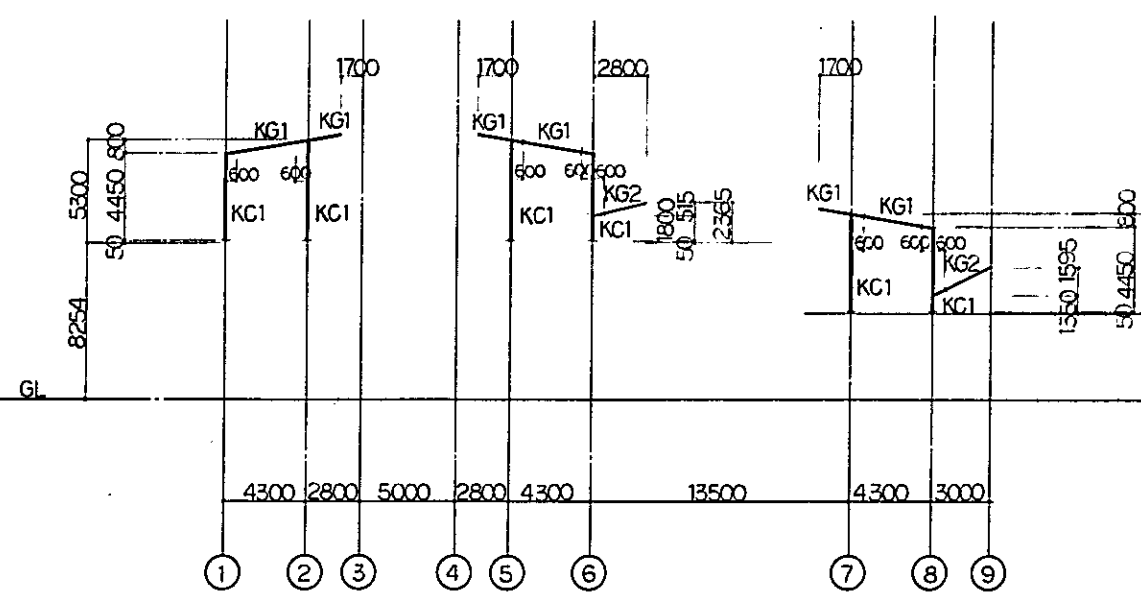 1700 1700 2800 1700
KG1 KG1 KG1 KG1
800
600 600 600 600 600
5300 4450 KC1 KC1 KC1 KG2 KC1 1800 515 2365
50 50
KG1 KG1 800
600 600 600
KG2
KC1 KC1 1350 1595 50 4450
8254
GL
4300 2800 5000 2800 4300 13500 4300 3000
1 2 3 4 5 6 7 8 9